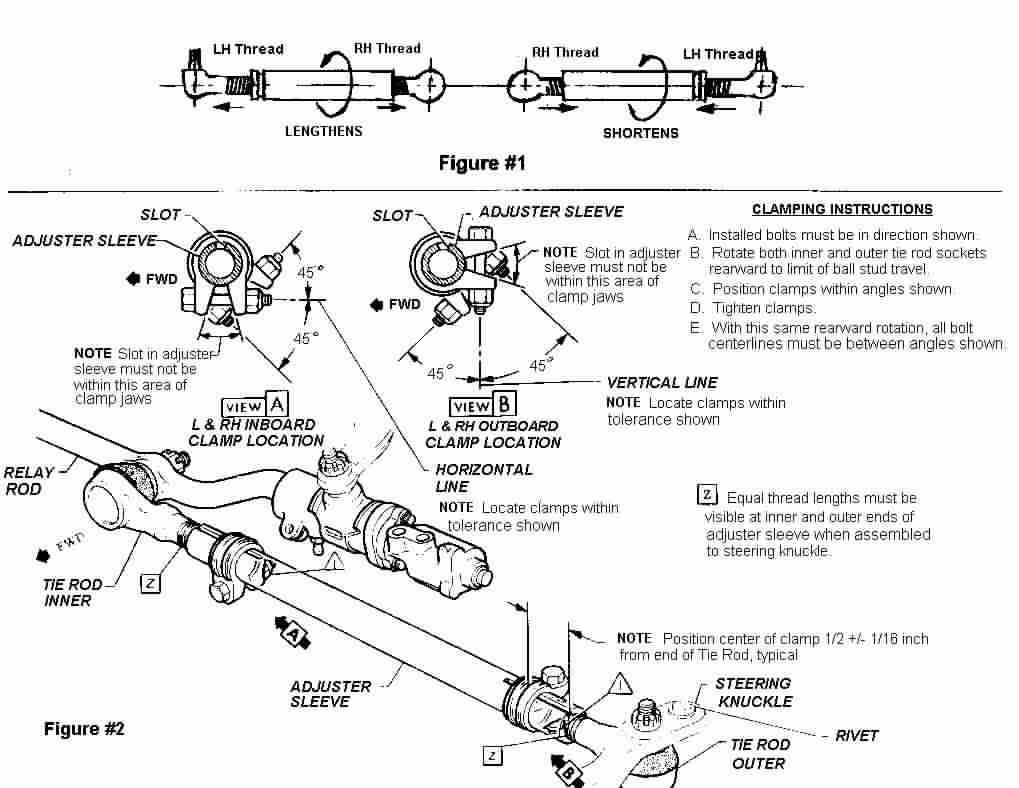 LH Thread
RH Thread
RH Thread
LH Thread
LENGTHENS
SHORTENS
Figure #1
SLOT
ADJUSTER SLEEVE
FWD
45°
45°
NOTE Slot in adjuster
sleeve must not be
within this area of
clamp jaws
VIEW A
L & RH INBOARD
CLAMP LOCATION
SLOT
ADJUSTER SLEEVE
NOTE Slot in adjuster
sleeve must not be
within this area of
clamp jaws
FWD
45°
45°
VERTICAL LINE
NOTE Locate clamps within
tolerance shown
VIEW B
L & RH OUTBOARD
CLAMP LOCATION
CLAMPING INSTRUCTIONS
A. Installed bolts must be in direction shown.
B. Rotate both inner and outer tie rod sockets
rearward to limit of ball stud travel.
C. Position clamps within angles shown.
D. Tighten clamps.
E. With this same rearward rotation, all bolt
centerlines must be between angles shown.
HORIZONTAL
LINE
NOTE Locate clamps within
tolerance shown
Z Equal thread lengths must be
visible at inner and outer ends of
adjuster sleeve when assembled
to steering knuckle.
RELAY
ROD
FWD
TIE ROD
INNER
Z
1
A
ADJUSTER
SLEEVE
NOTE Position center of clamp 1/2 +/- 1/16 inch
from end of Tie Rod, typical
1
STEERING
KNUCKLE
RIVET
TIE ROD
OUTER
Z
B
Figure #2